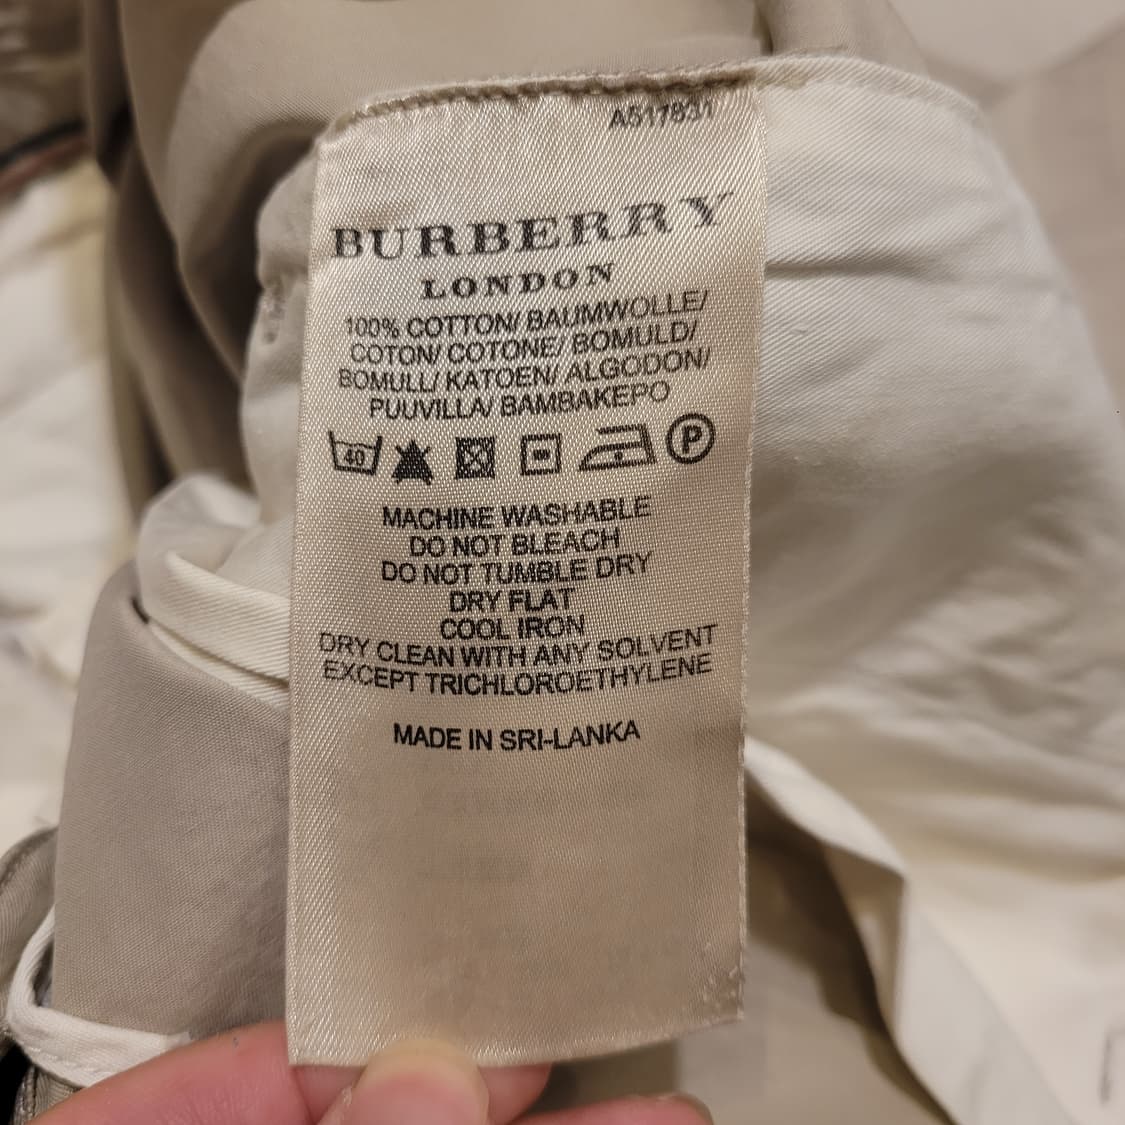 A517831
BURBERRY
LONDON
100% COTTON/ BAUMWOLLE/
COTON/ COTONE/ BOMULD/
BOMULL/ KATOEN/ ALGODON/
PUUVILLA/ BAMBAKEPO
40 P
MACHINE WASHABLE
DO NOT BLEACH
DO NOT TUMBLE DRY
DRY FLAT
COOL IRON
DRY CLEAN WITH ANY SOLVENT
EXCEPT TRICHLOROETHYLENE
MADE IN SRI-LANKA